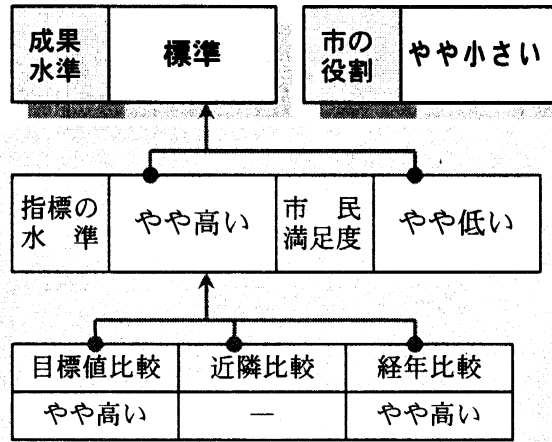 成果
水準
標準
市の
役割
やや小さい
指標の
水 準
やや高い
市 民
満足度
やや低い
目標値比較
近隣比較
経年比較
やや高い
—
やや高い